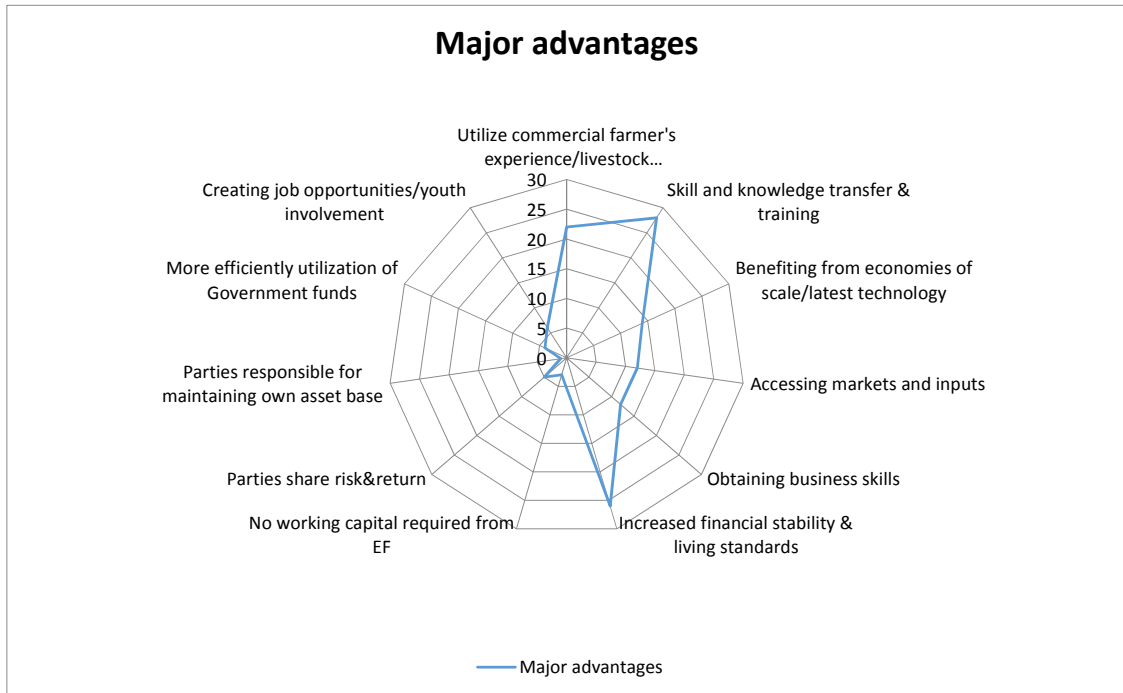 Major advantages
Utilize commercial farmer's
experience/livestock...
Skill and knowledge transfer &
training
Benefiting from economies of
scale/latest technology
Accessing markets and inputs
Obtaining business skills
Increased financial stability &
living standards
No working capital required from
EF
Parties share risk&return
Parties responsible for
maintaining own asset base
More efficiently utilization of
Government funds
Creating job opportunities/youth
involvement
30
25
20
15
10
5
0
Major advantages